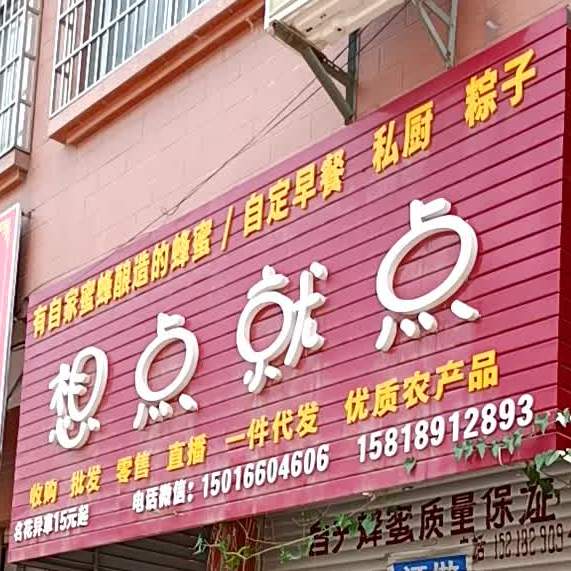 有自家蜜蜂酿造的蜂蜜 / 自定早餐 私厨 粽子
想点就点
收购 批发 零售 直播 一件代发 优质农产品
名花异草15元起 电话微信：15016604606 15818912893
蜂蜜质量保证